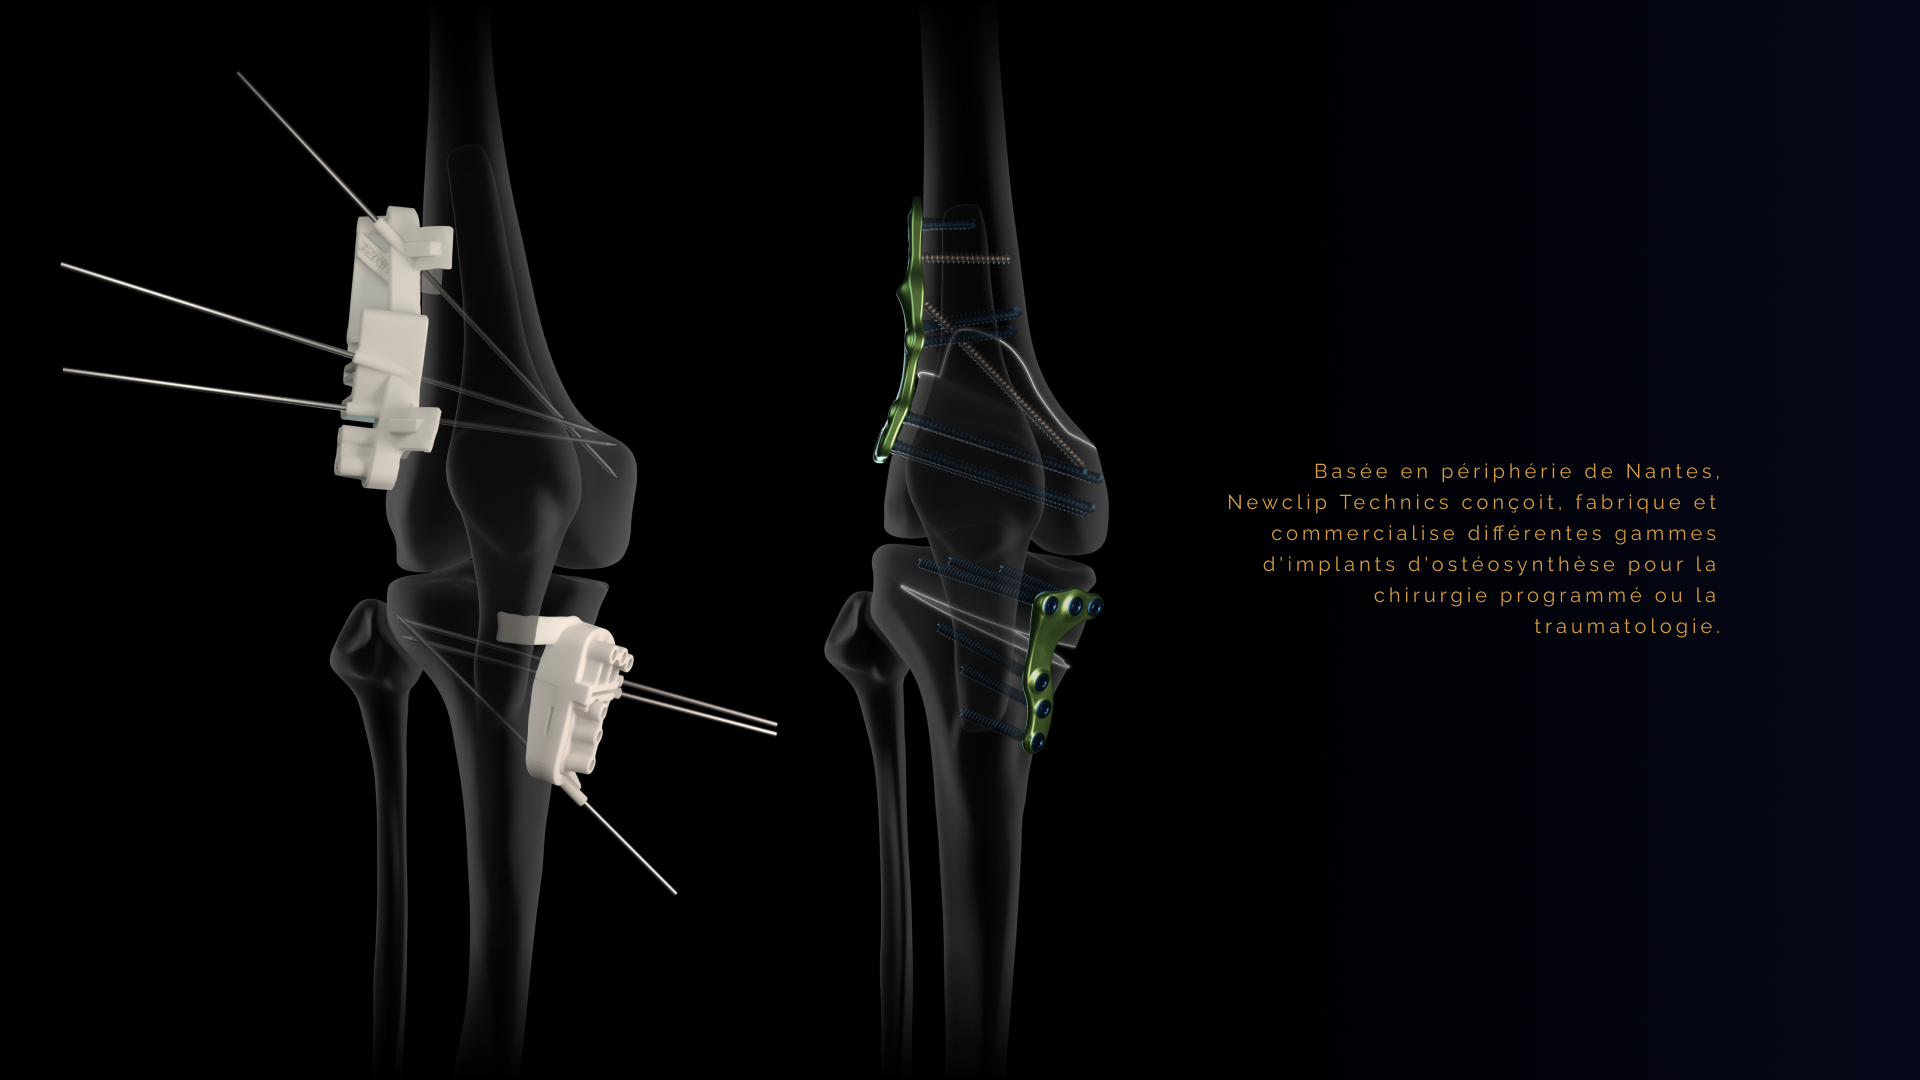 Basée en périphérie de Nantes,
Newclip Technics conçoit, fabrique et
commercialise différentes gammes
d'implants d'ostéosynthèse pour la
chirurgie programmé ou la
traumatologie.